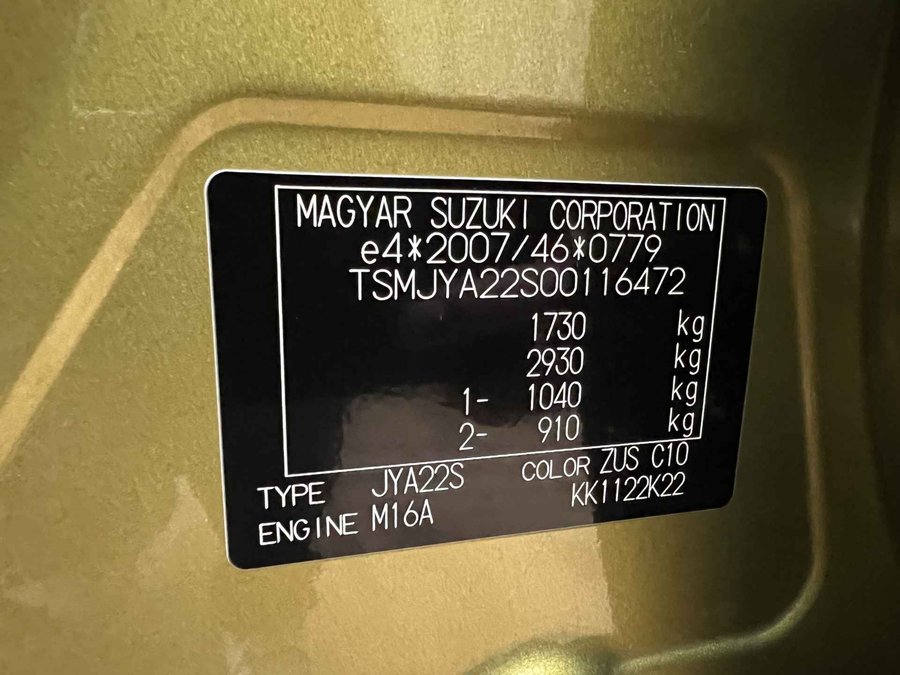 MAGYAR SUZUKI CORPORATION
e4*2007/46*0779
TSMJYA22S00116472
1730 kg
2930 kg
1- 1040 kg
2- 910 kg
TYPE JYA22S COLOR ZUS C10
ENGINE M16A KK1122K22